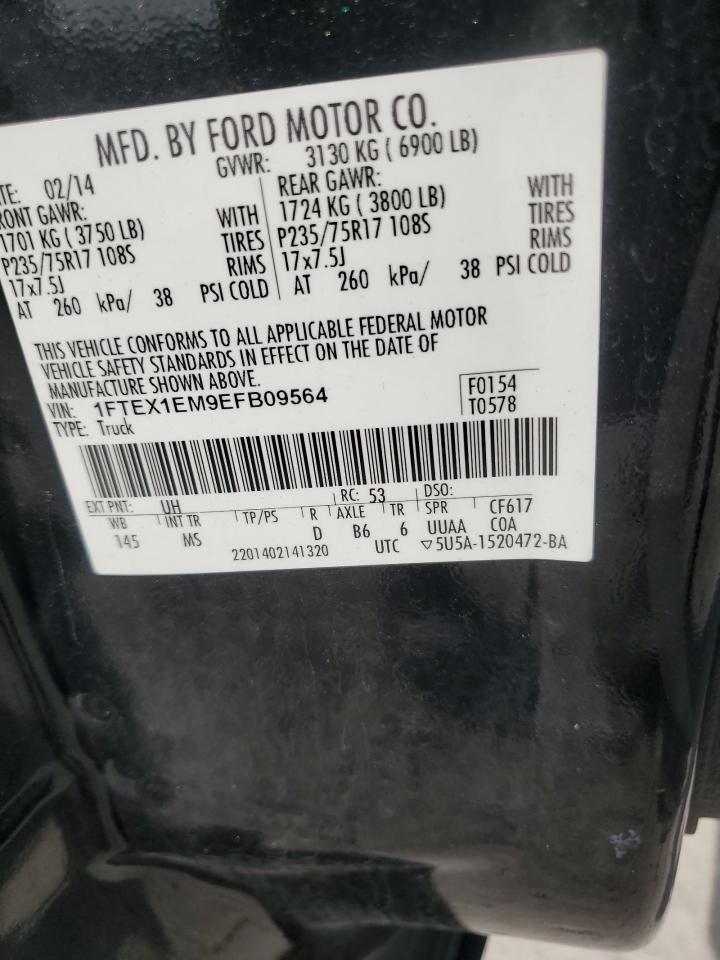 MFD. BY FORD MOTOR CO.
TE: 02/14 GVWR: 3130 KG ( 6900 LB)
RONT GAWR: REAR GAWR:
1701 KG ( 3750 LB) WITH 1724 KG ( 3800 LB) WITH
P235/75R17 108S TIRES P235/75R17 108S TIRES
17x7.5J RIMS 17x7.5J RIMS
AT 260 kPa/ 38 PSI COLD AT 260 kPa/ 38 PSI COLD
THIS VEHICLE CONFORMS TO ALL APPLICABLE FEDERAL MOTOR
VEHICLE SAFETY STANDARDS IN EFFECT ON THE DATE OF
MANUFACTURE SHOWN ABOVE.
VIN: 1FTEX1EM9EFB09564 F0154
TYPE: Truck T0578
EXT PNT: UH RC: 53 DSO:
WB INT TR TP/PS R AXLE TR SPR CF617
145 MS D B6 6 UUAA COA
2201402141320 UTC ▽5U5A-1520472-BA